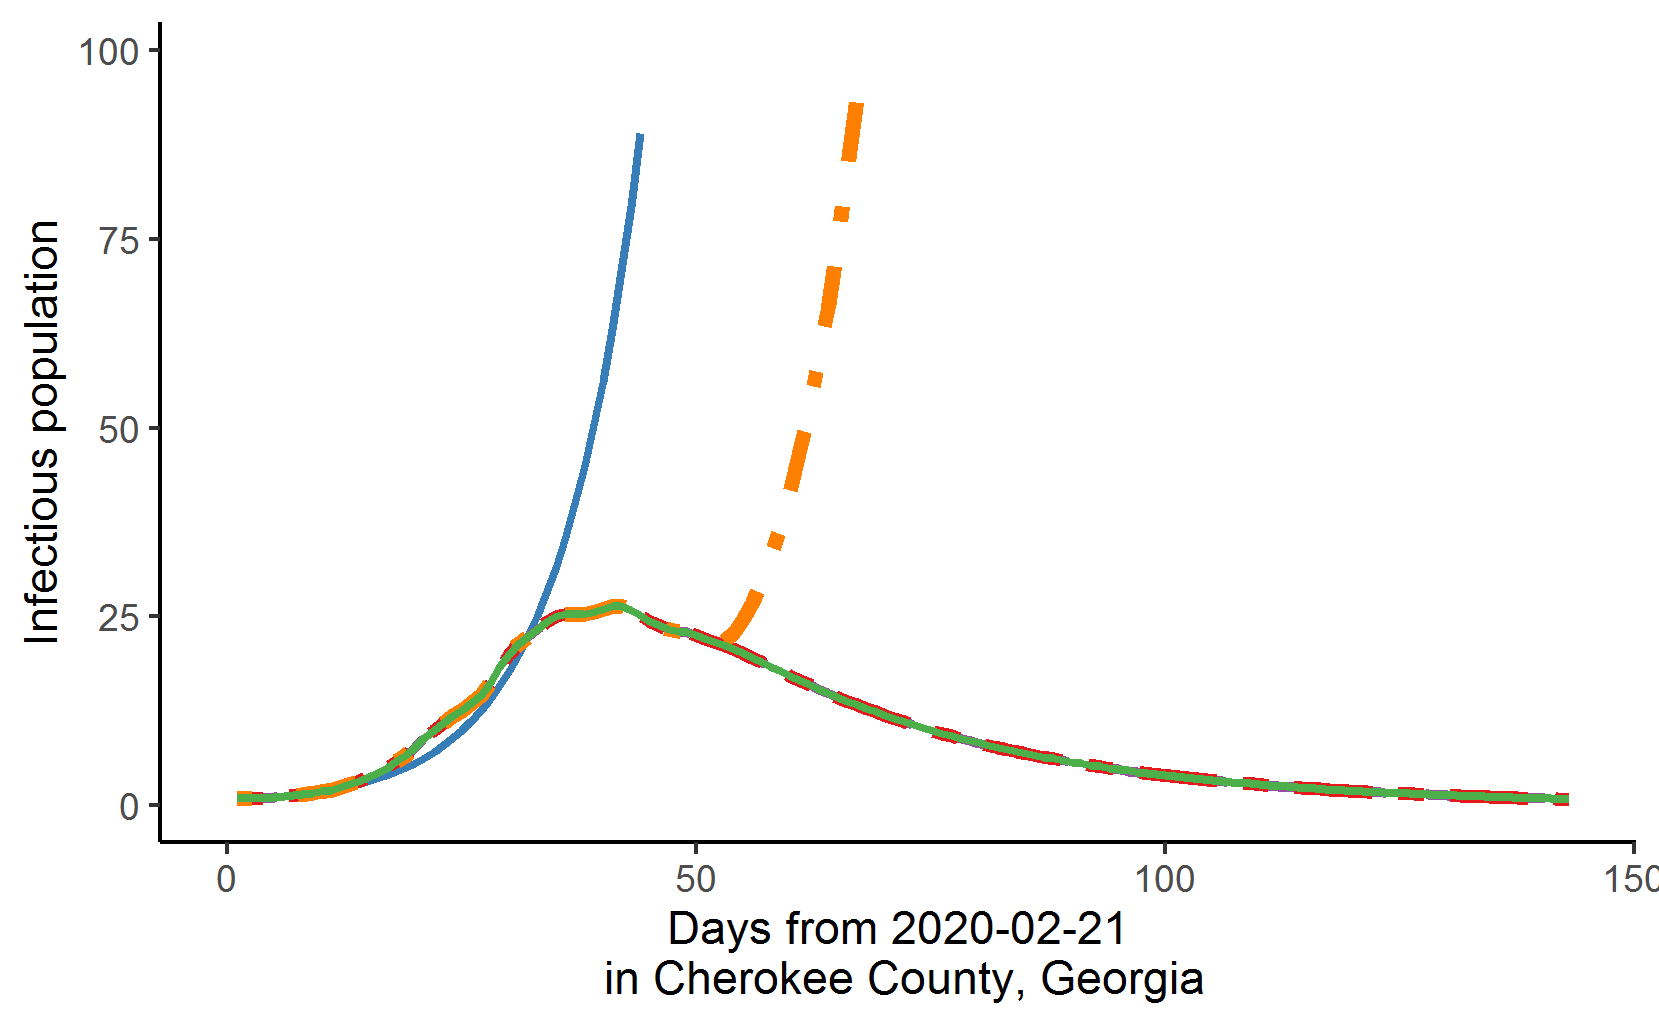 Infectious population
100
75
50
25
0
0 50 100 150
Days from 2020-02-21
in Cherokee County, Georgia